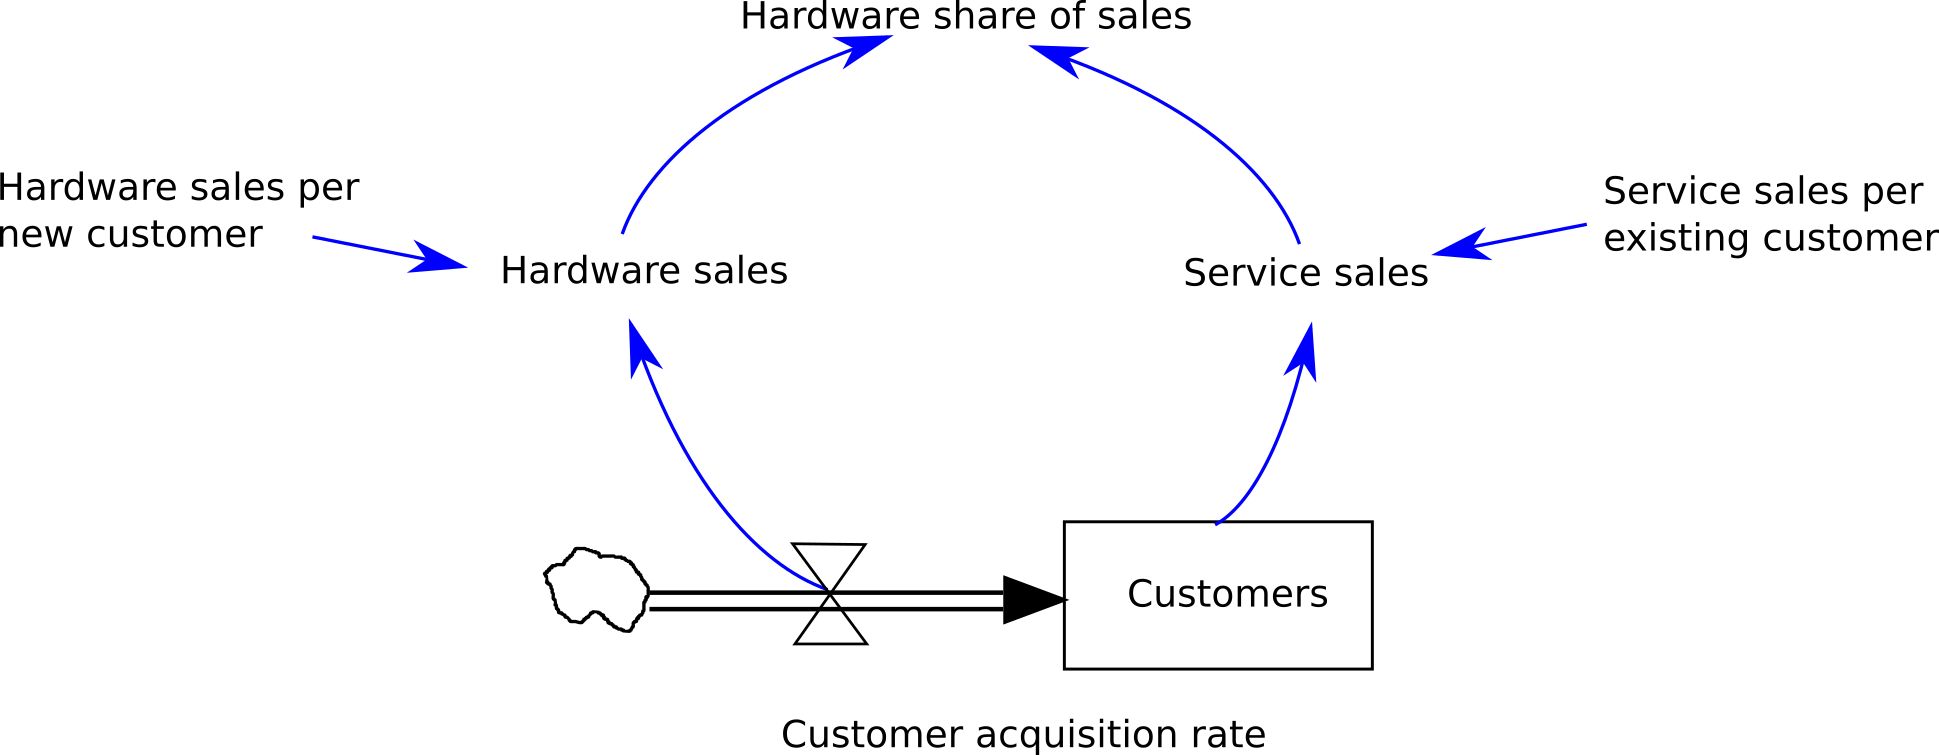 Hardware share of sales
Hardware sales per
new customer
Service sales per
existing customer
Hardware sales
Service sales
Customers
Customer acquisition rate